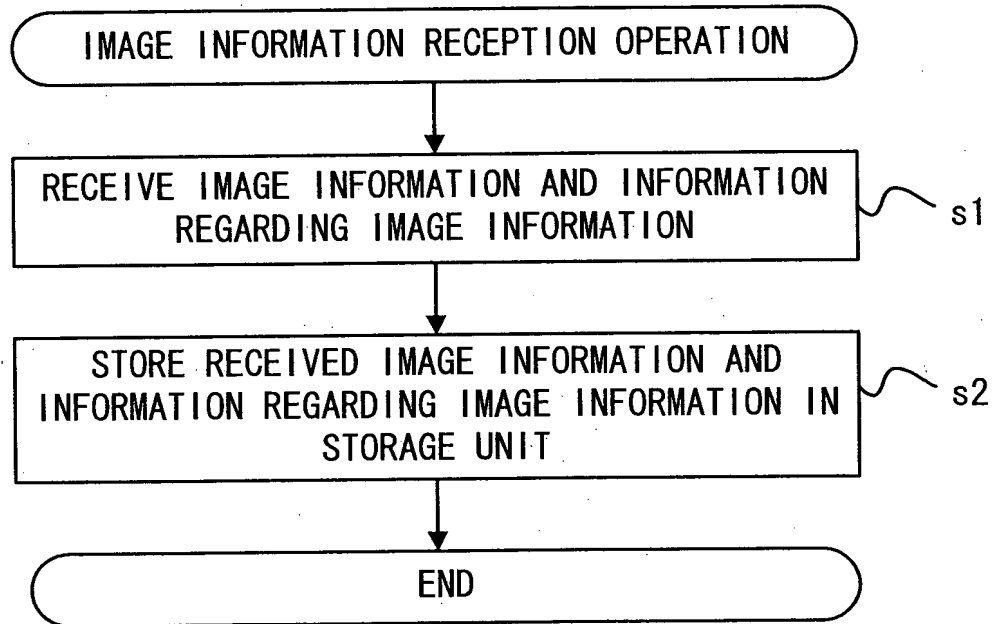 IMAGE INFORMATION RECEPTION OPERATION
RECEIVE IMAGE INFORMATION AND INFORMATION
REGARDING IMAGE INFORMATION
s1
STORE RECEIVED IMAGE INFORMATION AND
INFORMATION REGARDING IMAGE INFORMATION IN
STORAGE UNIT
s2
END